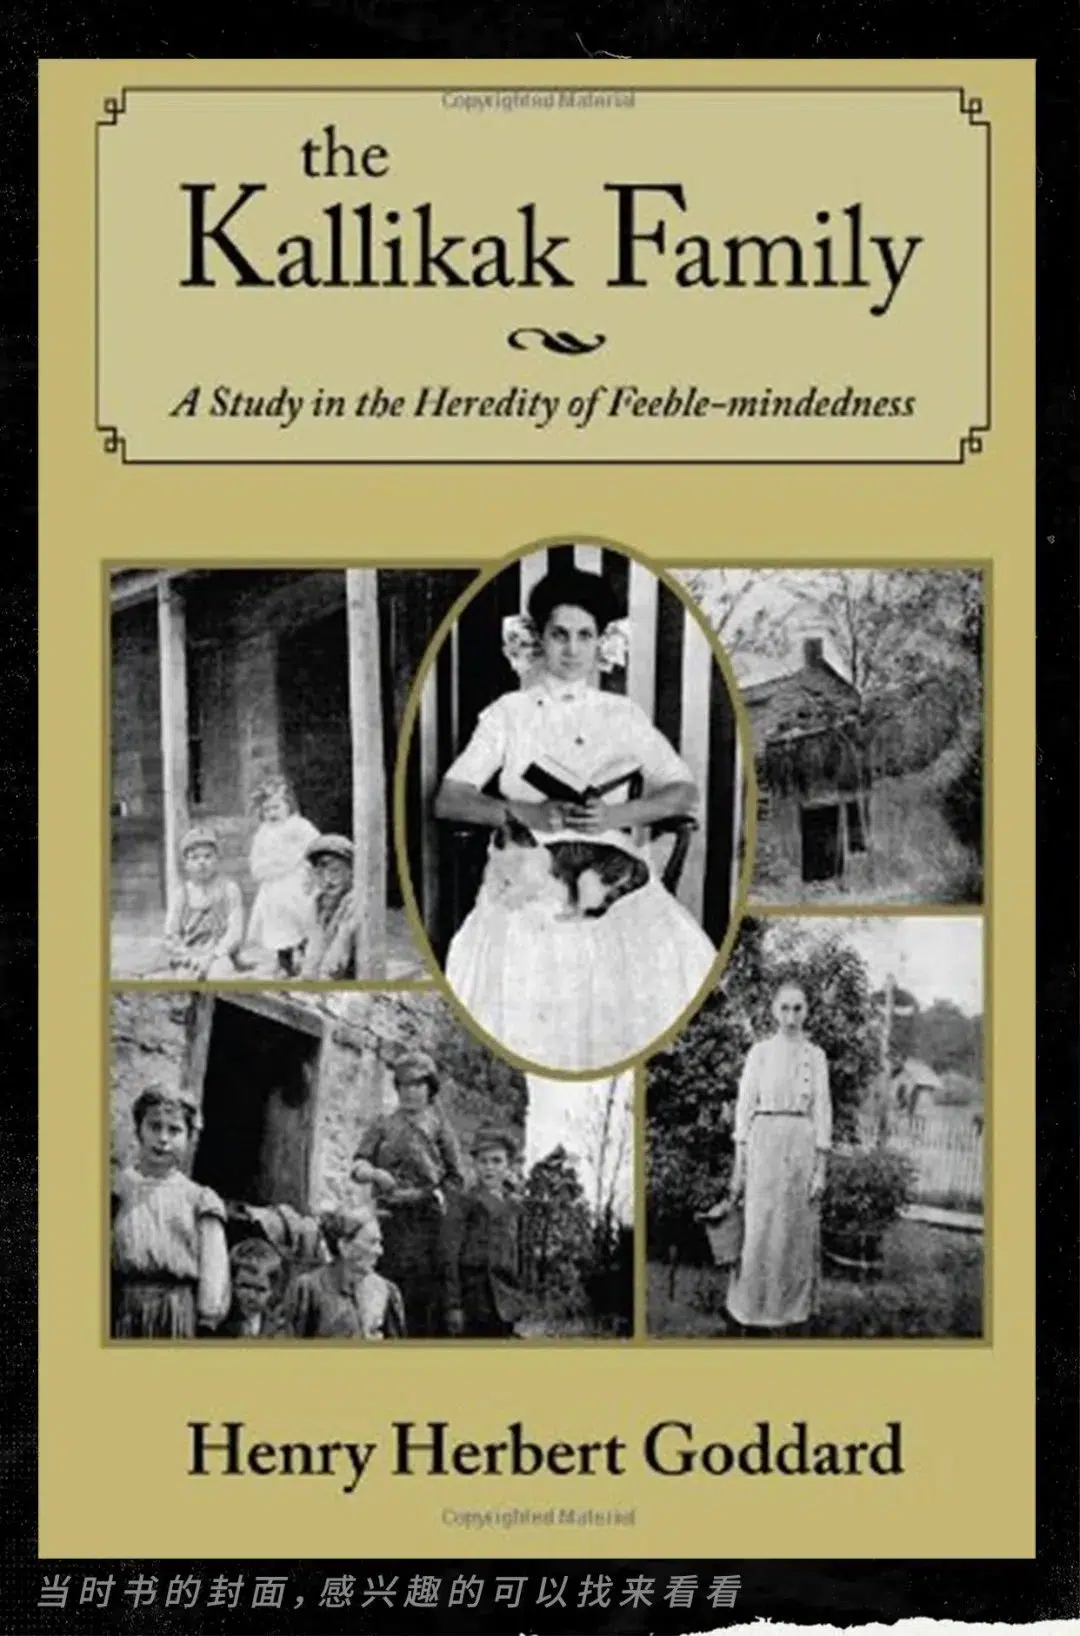 Copyrighted Material
the
Kallikak Family
A Study in the Heredity of Feeble-mindedness
Henry Herbert Goddard
Copyrighted Material
当时书的封面，感兴趣的可以找来看看